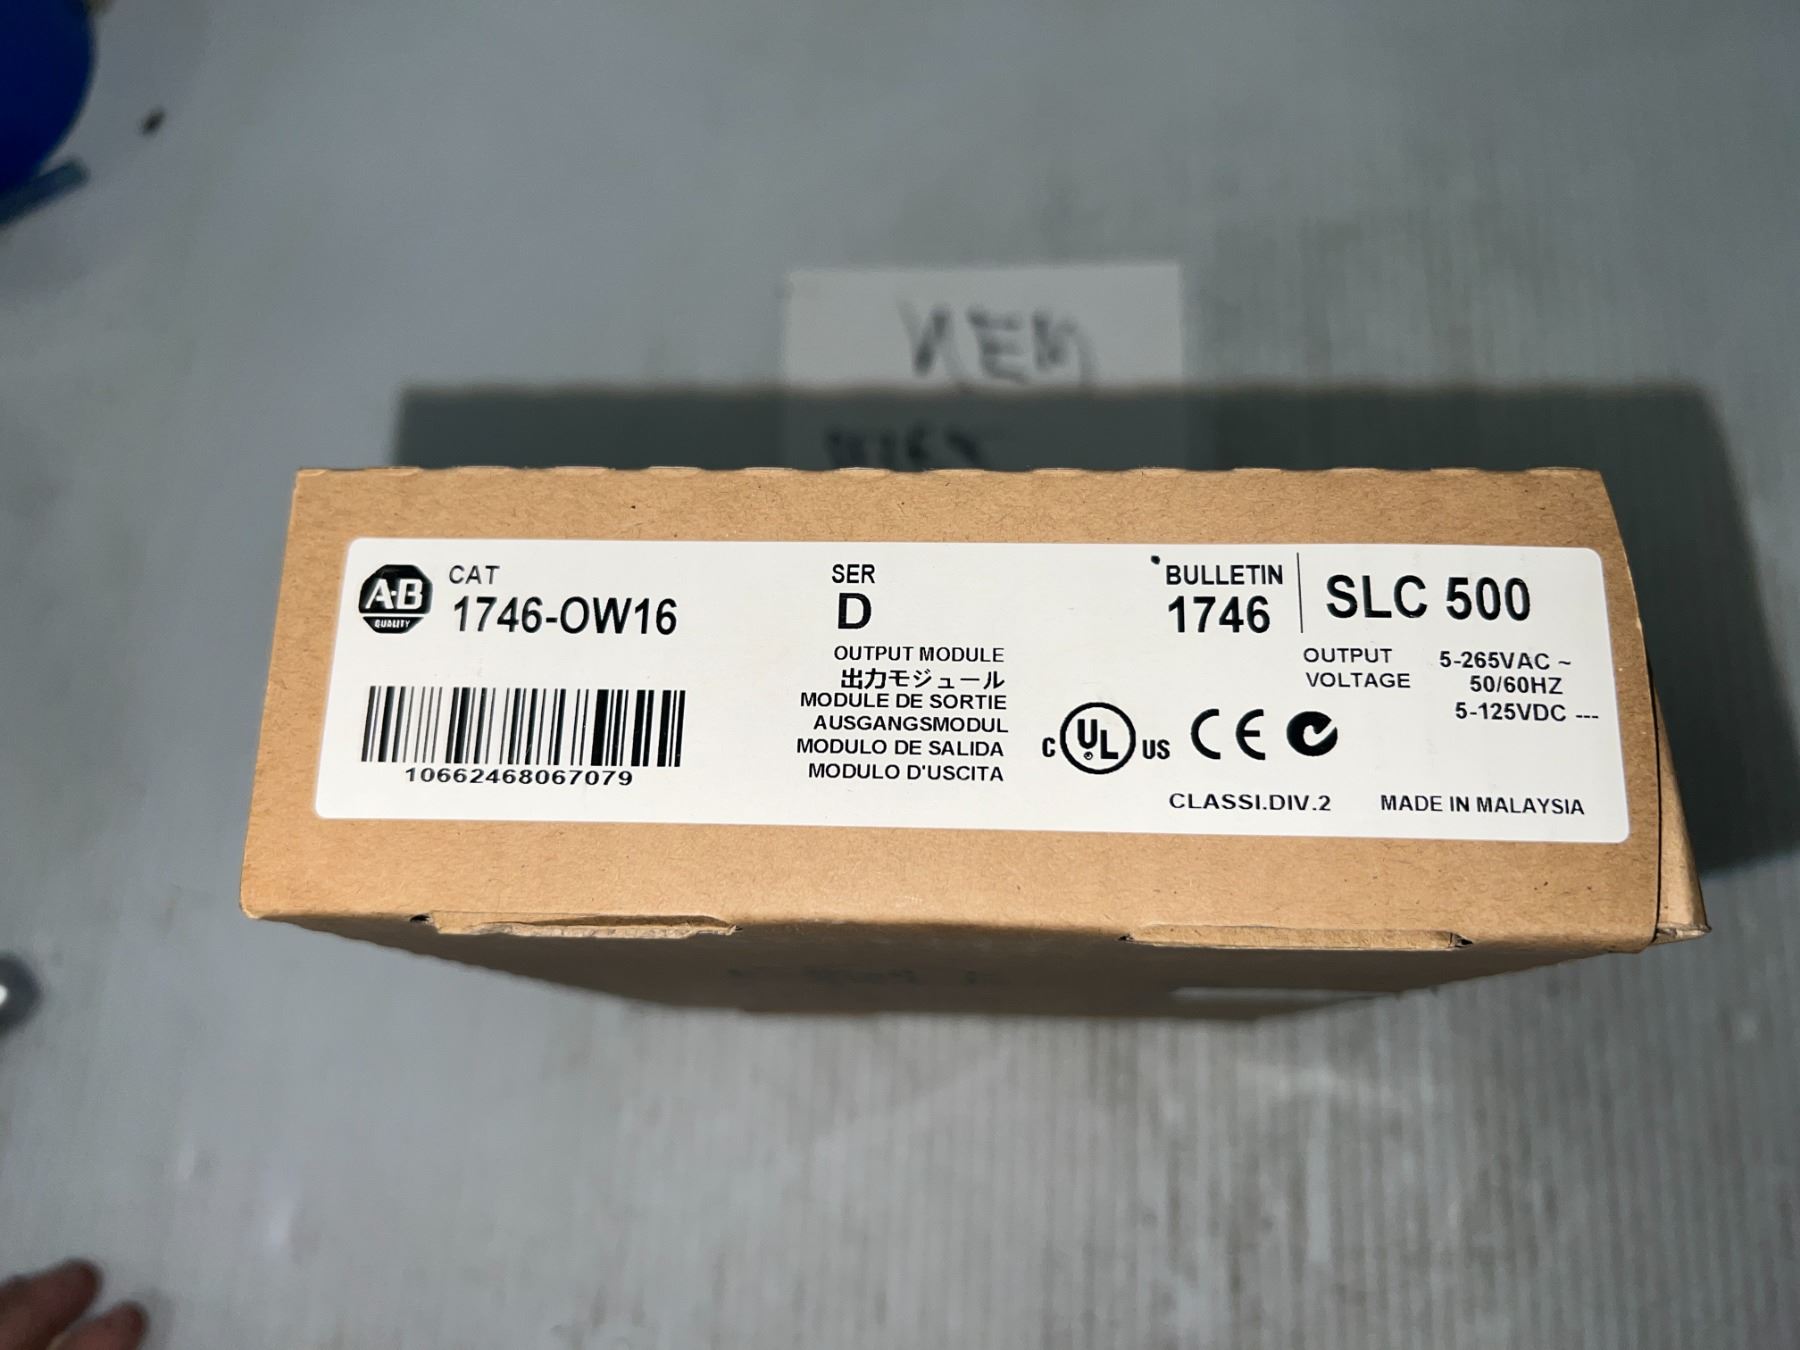 A-B
QUALITY
CAT
1746-OW16
10662468067079
SER
D
OUTPUT MODULE
出力モジュール
MODULE DE SORTIE
AUSGANGSMODUL
MODULO DE SALIDA
MODULO D'USCITA
BULLETIN
1746
SLC 500
OUTPUT VOLTAGE
5-265VAC ~
50/60HZ
5-125VDC ---
C UL US CE
CLASSI.DIV.2
MADE IN MALAYSIA